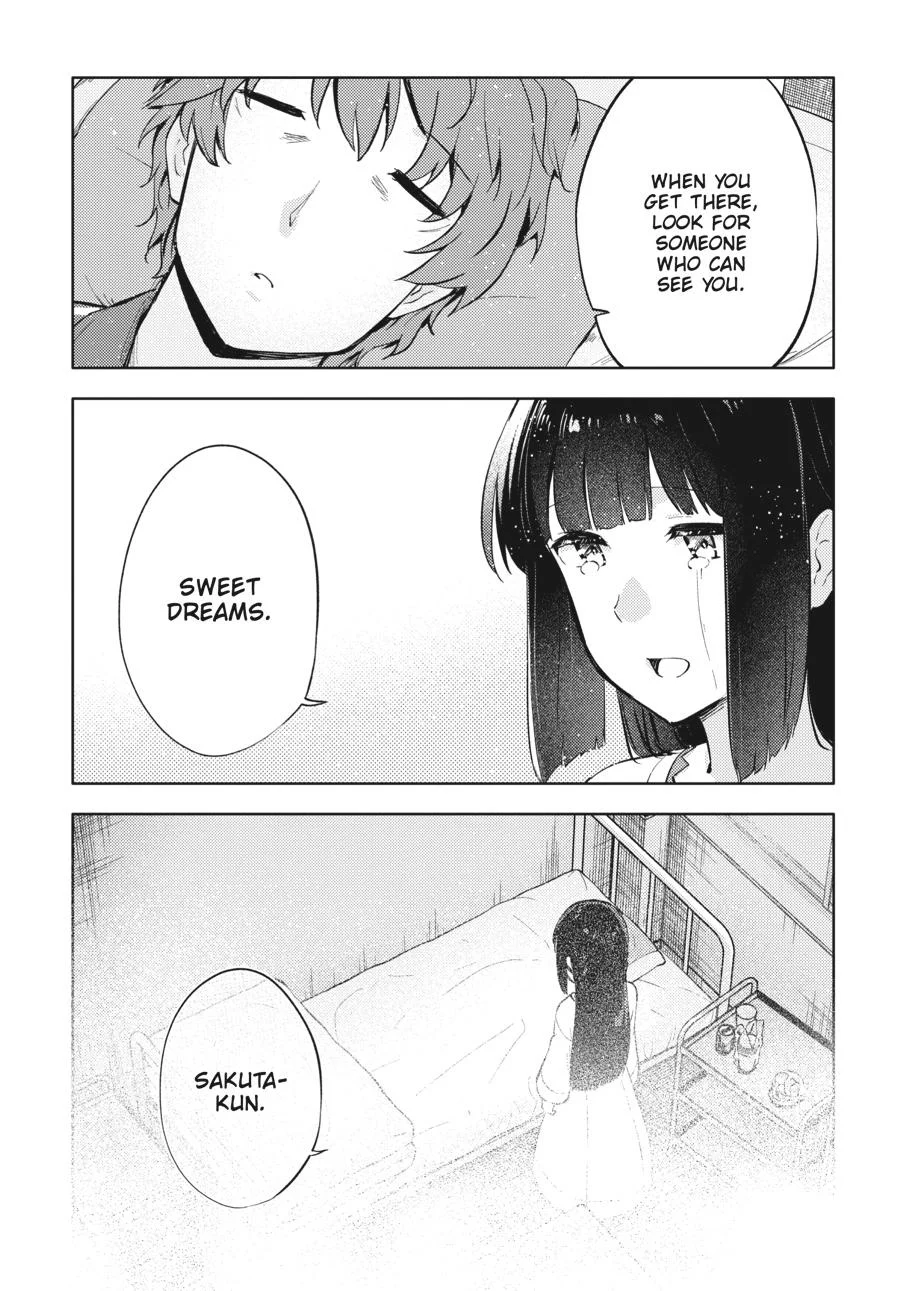 WHEN YOU
GET THERE,
LOOK FOR
SOMEONE
WHO CAN
SEE YOU.
SWEET
DREAMS.
SAKUTA-
KUN.